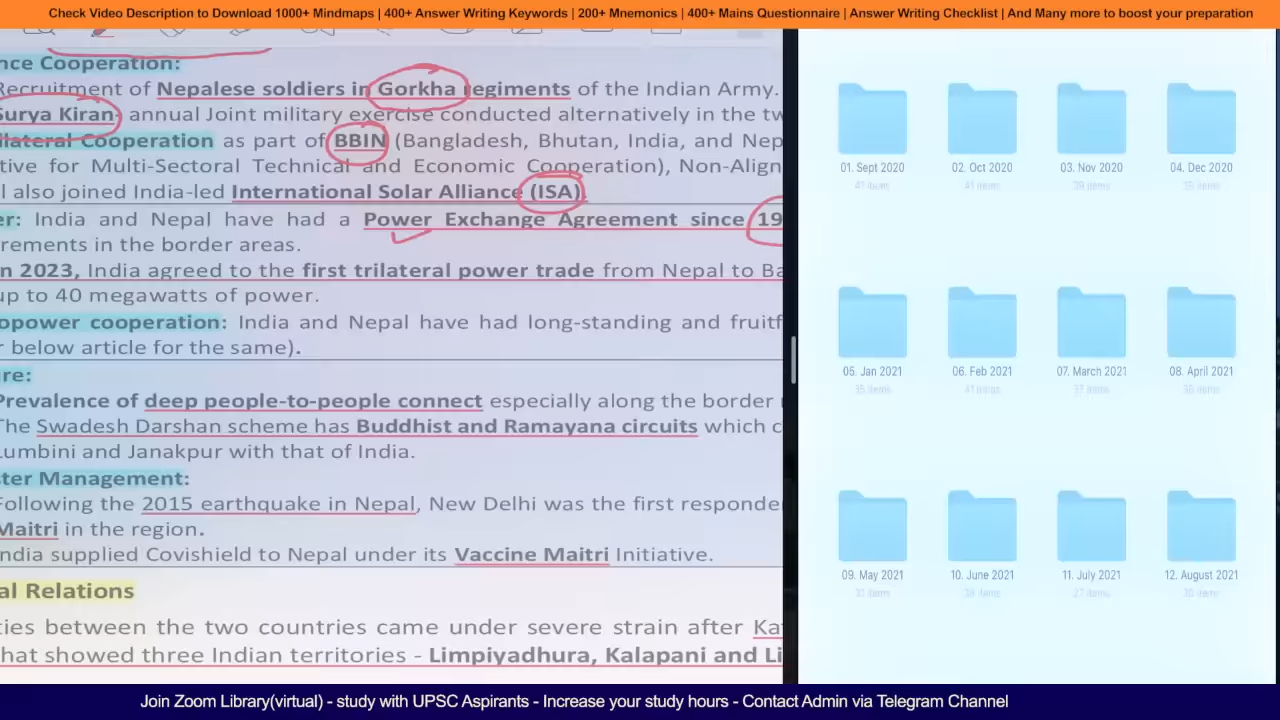 Check Video Description to Download 1000+ Mindmaps | 400+ Answer Writing Keywords | 200+ Mnemonics | 400+ Mains Questionnaire | Answer Writing Checklist | And Many more to boost your preparation
nce Cooperation:
Recruitment of Nepalese soldiers in Gorkha regiments of the Indian Army.
Surya Kiran- annual Joint military exercise conducted alternatively in the tw
ilateral Cooperation as part of BBIN (Bangladesh, Bhutan, India, and Nep
tive for Multi-Sectoral Technical and Economic Cooperation), Non-Align
l also joined India-led International Solar Alliance (ISA).
er: India and Nepal have had a Power Exchange Agreement since 19
rements in the border areas.
n 2023, India agreed to the first trilateral power trade from Nepal to Ba
up to 40 megawatts of power.
opower cooperation: India and Nepal have had long-standing and fruitf
r below article for the same).
ure:
Prevalence of deep people-to-people connect especially along the border
The Swadesh Darshan scheme has Buddhist and Ramayana circuits which c
Lumbini and Janakpur with that of India.
ster Management:
Following the 2015 earthquake in Nepal, New Delhi was the first responde
Maitri in the region.
India supplied Covishield to Nepal under its Vaccine Maitri Initiative.
al Relations
ties between the two countries came under severe strain after Ka
hat showed three Indian territories - Limpiyadhura, Kalapani and Li
01. Sept 2020
02. Oct 2020
03. Nov 2020
04. Dec 2020
05. Jan 2021
06. Feb 2021
07. March 2021
08. April 2021
09. May 2021
10. June 2021
11. July 2021
12. August 2021
Join Zoom Library(virtual) - study with UPSC Aspirants - Increase your study hours - Contact Admin via Telegram Channel